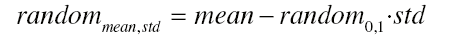 random_{mean,std} = mean − random_{0,1}·std